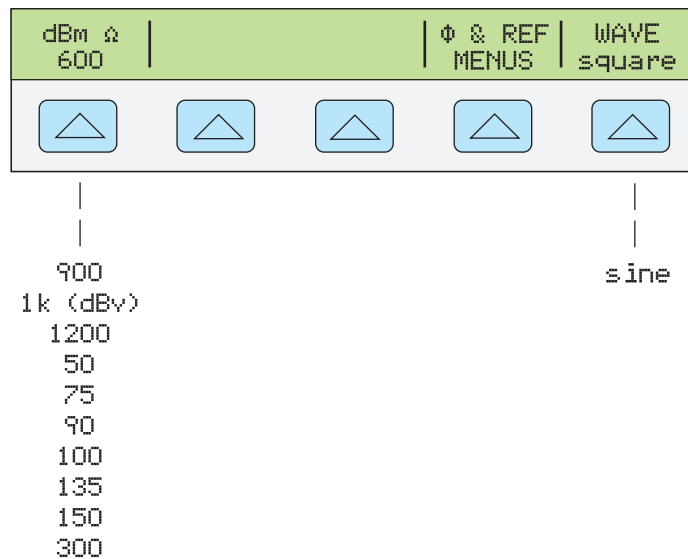 dBm Ω
600
Φ & REF
MENUS
WAVE
square
900
1k (dBv)
1200
50
75
90
100
135
150
300
sine